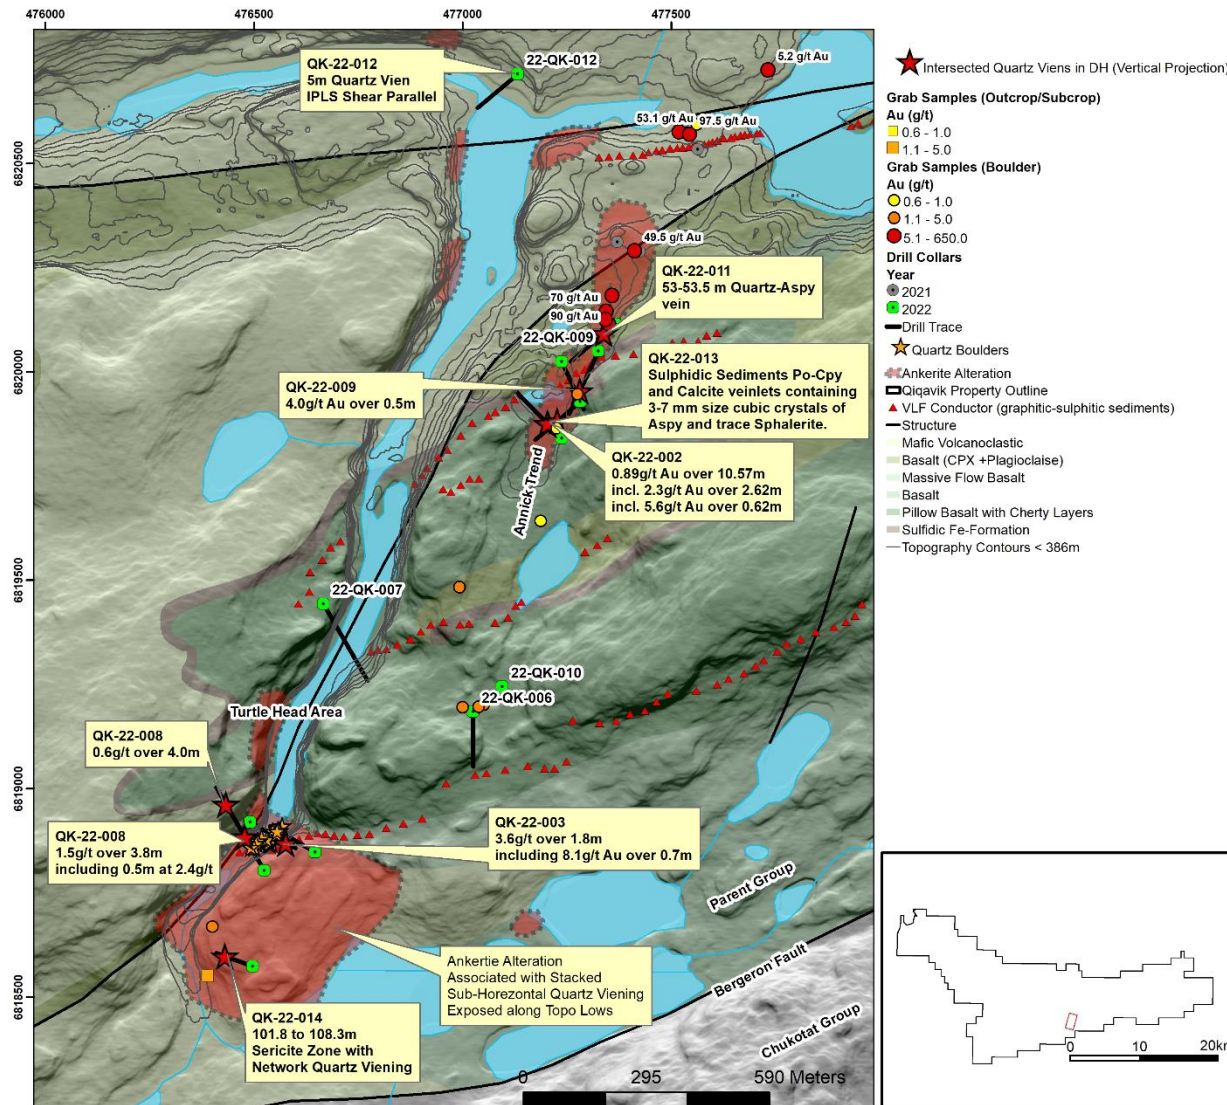 476000
476500
477000
477500
6820500
6820000
6819500
6819000
6818500
QK-22-012
5m Quartz Vien
IPLS Shear Parallel
22-QK-012
5.2 g/t Au
53.1 g/t Au
97.5 g/t Au
49.5 g/t Au
QK-22-011
53-53.5 m Quartz-Aspy
vein
70 g/t Au
90 g/t Au
22-QK-009
QK-22-009
4.0g/t Au over 0.5m
QK-22-013
Sulphidic Sediments Po-Cpy
and Calcite veinlets containing
3-7 mm size cubic crystals of
Aspy and trace Sphalerite.
QK-22-002
0.89g/t Au over 10.57m
incl. 2.3g/t Au over 2.62m
incl. 5.6g/t Au over 0.62m
Annick Trend
22-QK-007
22-QK-010
22-QK-006
Turtle Head Area
QK-22-008
0.6g/t over 4.0m
QK-22-008
1.5g/t over 3.8m
including 0.5m at 2.4g/t
QK-22-003
3.6g/t over 1.8m
including 8.1g/t Au over 0.7m
Parent Group
Bergeron Fault
Chukotat Group
Ankertie Alteration
Associated with Stacked
Sub-Horezontal Quartz Viening
Exposed along Topo Lows
QK-22-014
101.8 to 108.3m
Sericite Zone with
Network Quartz Viening
0 295 590 Meters
Intersected Quartz Viens in DH (Vertical Projection)
Grab Samples (Outcrop/Subcrop)
Au (g/t)
0.6 - 1.0
1.1 - 5.0
Grab Samples (Boulder)
Au (g/t)
0.6 - 1.0
1.1 - 5.0
5.1 - 650.0
Drill Collars
Year
2021
2022
Drill Trace
Quartz Boulders
Ankerite Alteration
Qiqavik Property Outline
VLF Conductor (graphitic-sulphitic sediments)
Structure
Mafic Volcanoclastic
Basalt (CPX +Plagioclaise)
Massive Flow Basalt
Basalt
Pillow Basalt with Cherty Layers
Sulfidic Fe-Formation
Topography Contours < 386m
0 10 20km